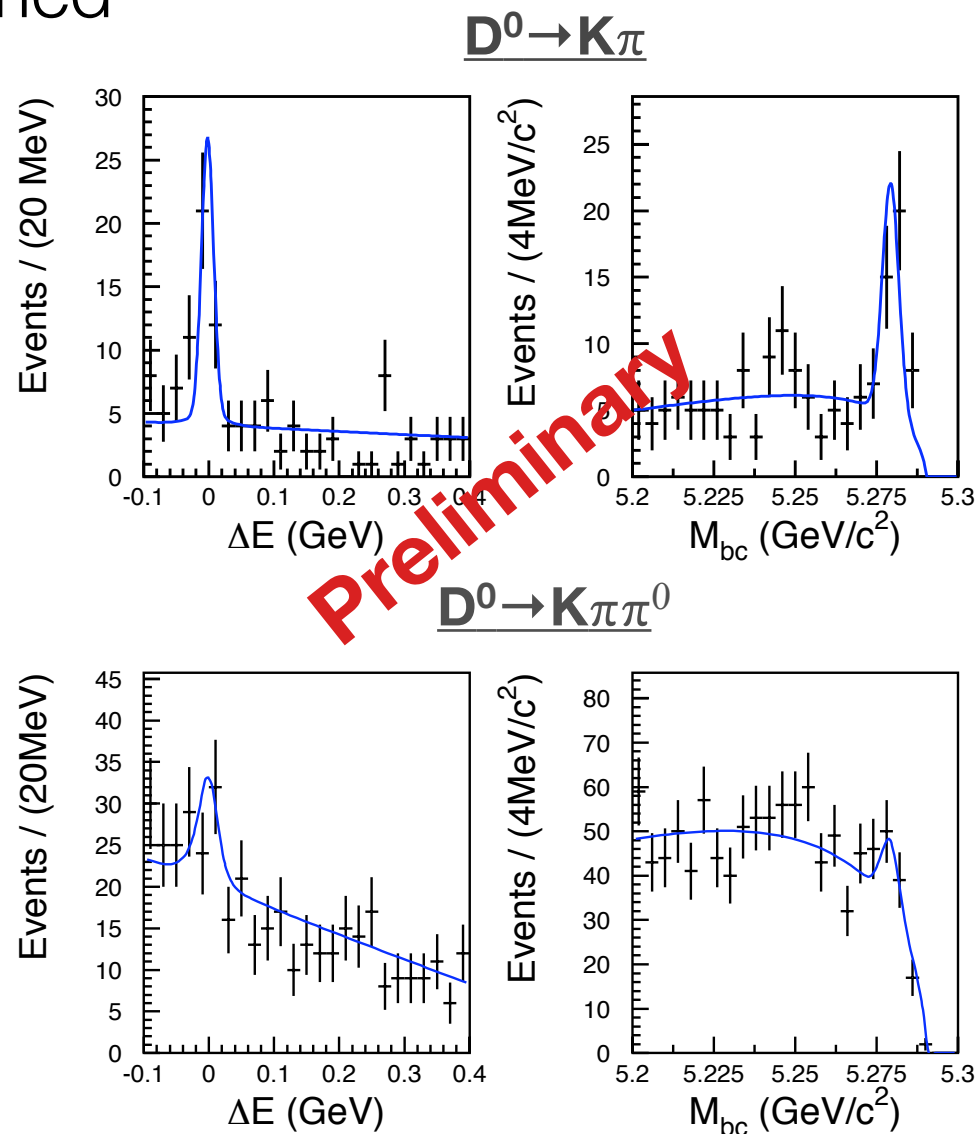 D⁰→Kπ
Events / (20 MeV)
30
25
20
15
10
5
0
-0.1 0 0.1 0.2 0.3 0.4
ΔE (GeV)
Events / (4MeV/c²)
25
20
15
10
5
0
5.2 5.225 5.25 5.275 5.3
M_bc (GeV/c²)
Preliminary
D⁰→Kππ⁰
Events / (20MeV)
45
40
35
30
25
20
15
10
5
0
-0.1 0 0.1 0.2 0.3 0.4
ΔE (GeV)
Events / (4MeV/c²)
80
70
60
50
40
30
20
10
0
5.2 5.225 5.25 5.275 5.3
M_bc (GeV/c²)